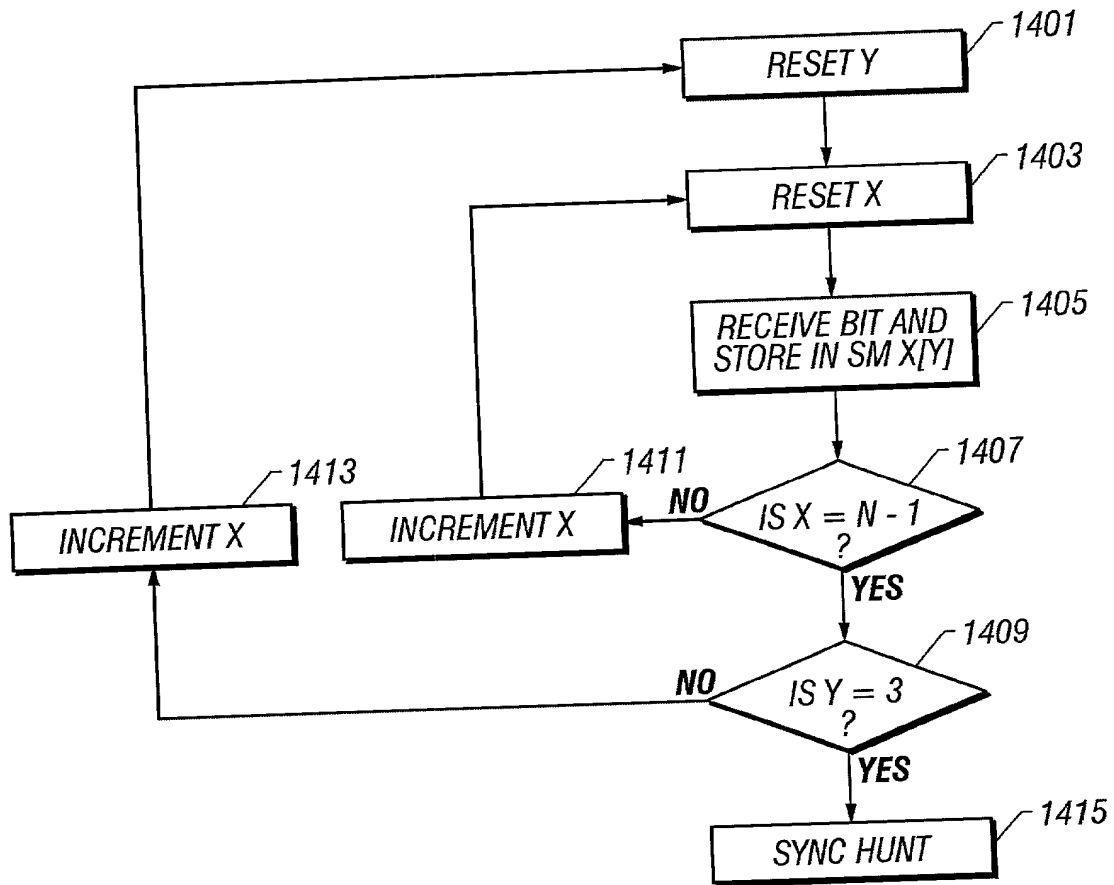 1401
RESET Y
1403
RESET X
1405
RECEIVE BIT AND
STORE IN SM X[Y]
1407
IS X = N - 1
?
NO
YES
1411
INCREMENT X
1413
INCREMENT X
1409
IS Y = 3
?
NO
YES
1415
SYNC HUNT